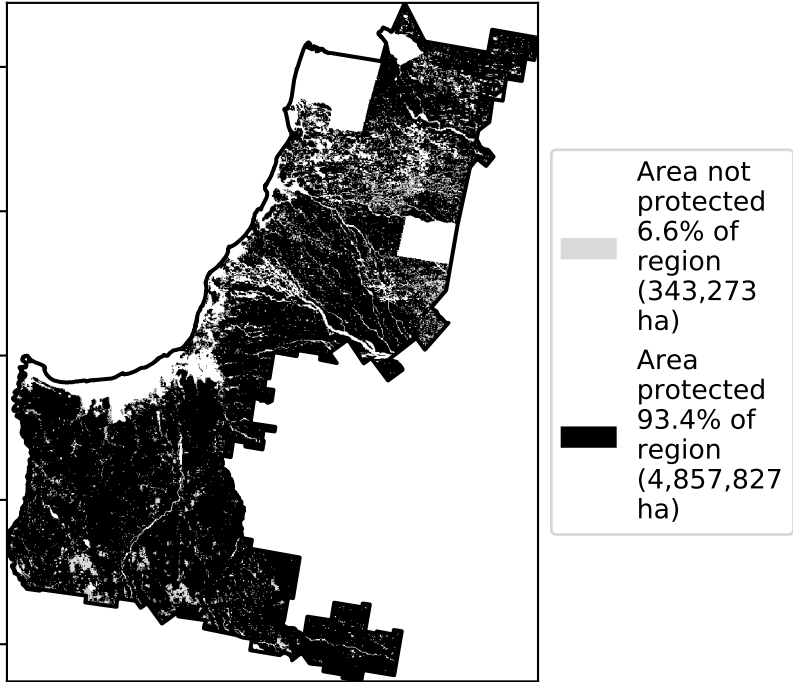 Area not
protected
6.6% of
region
(343,273
ha)
Area
protected
93.4% of
region
(4,857,827
ha)